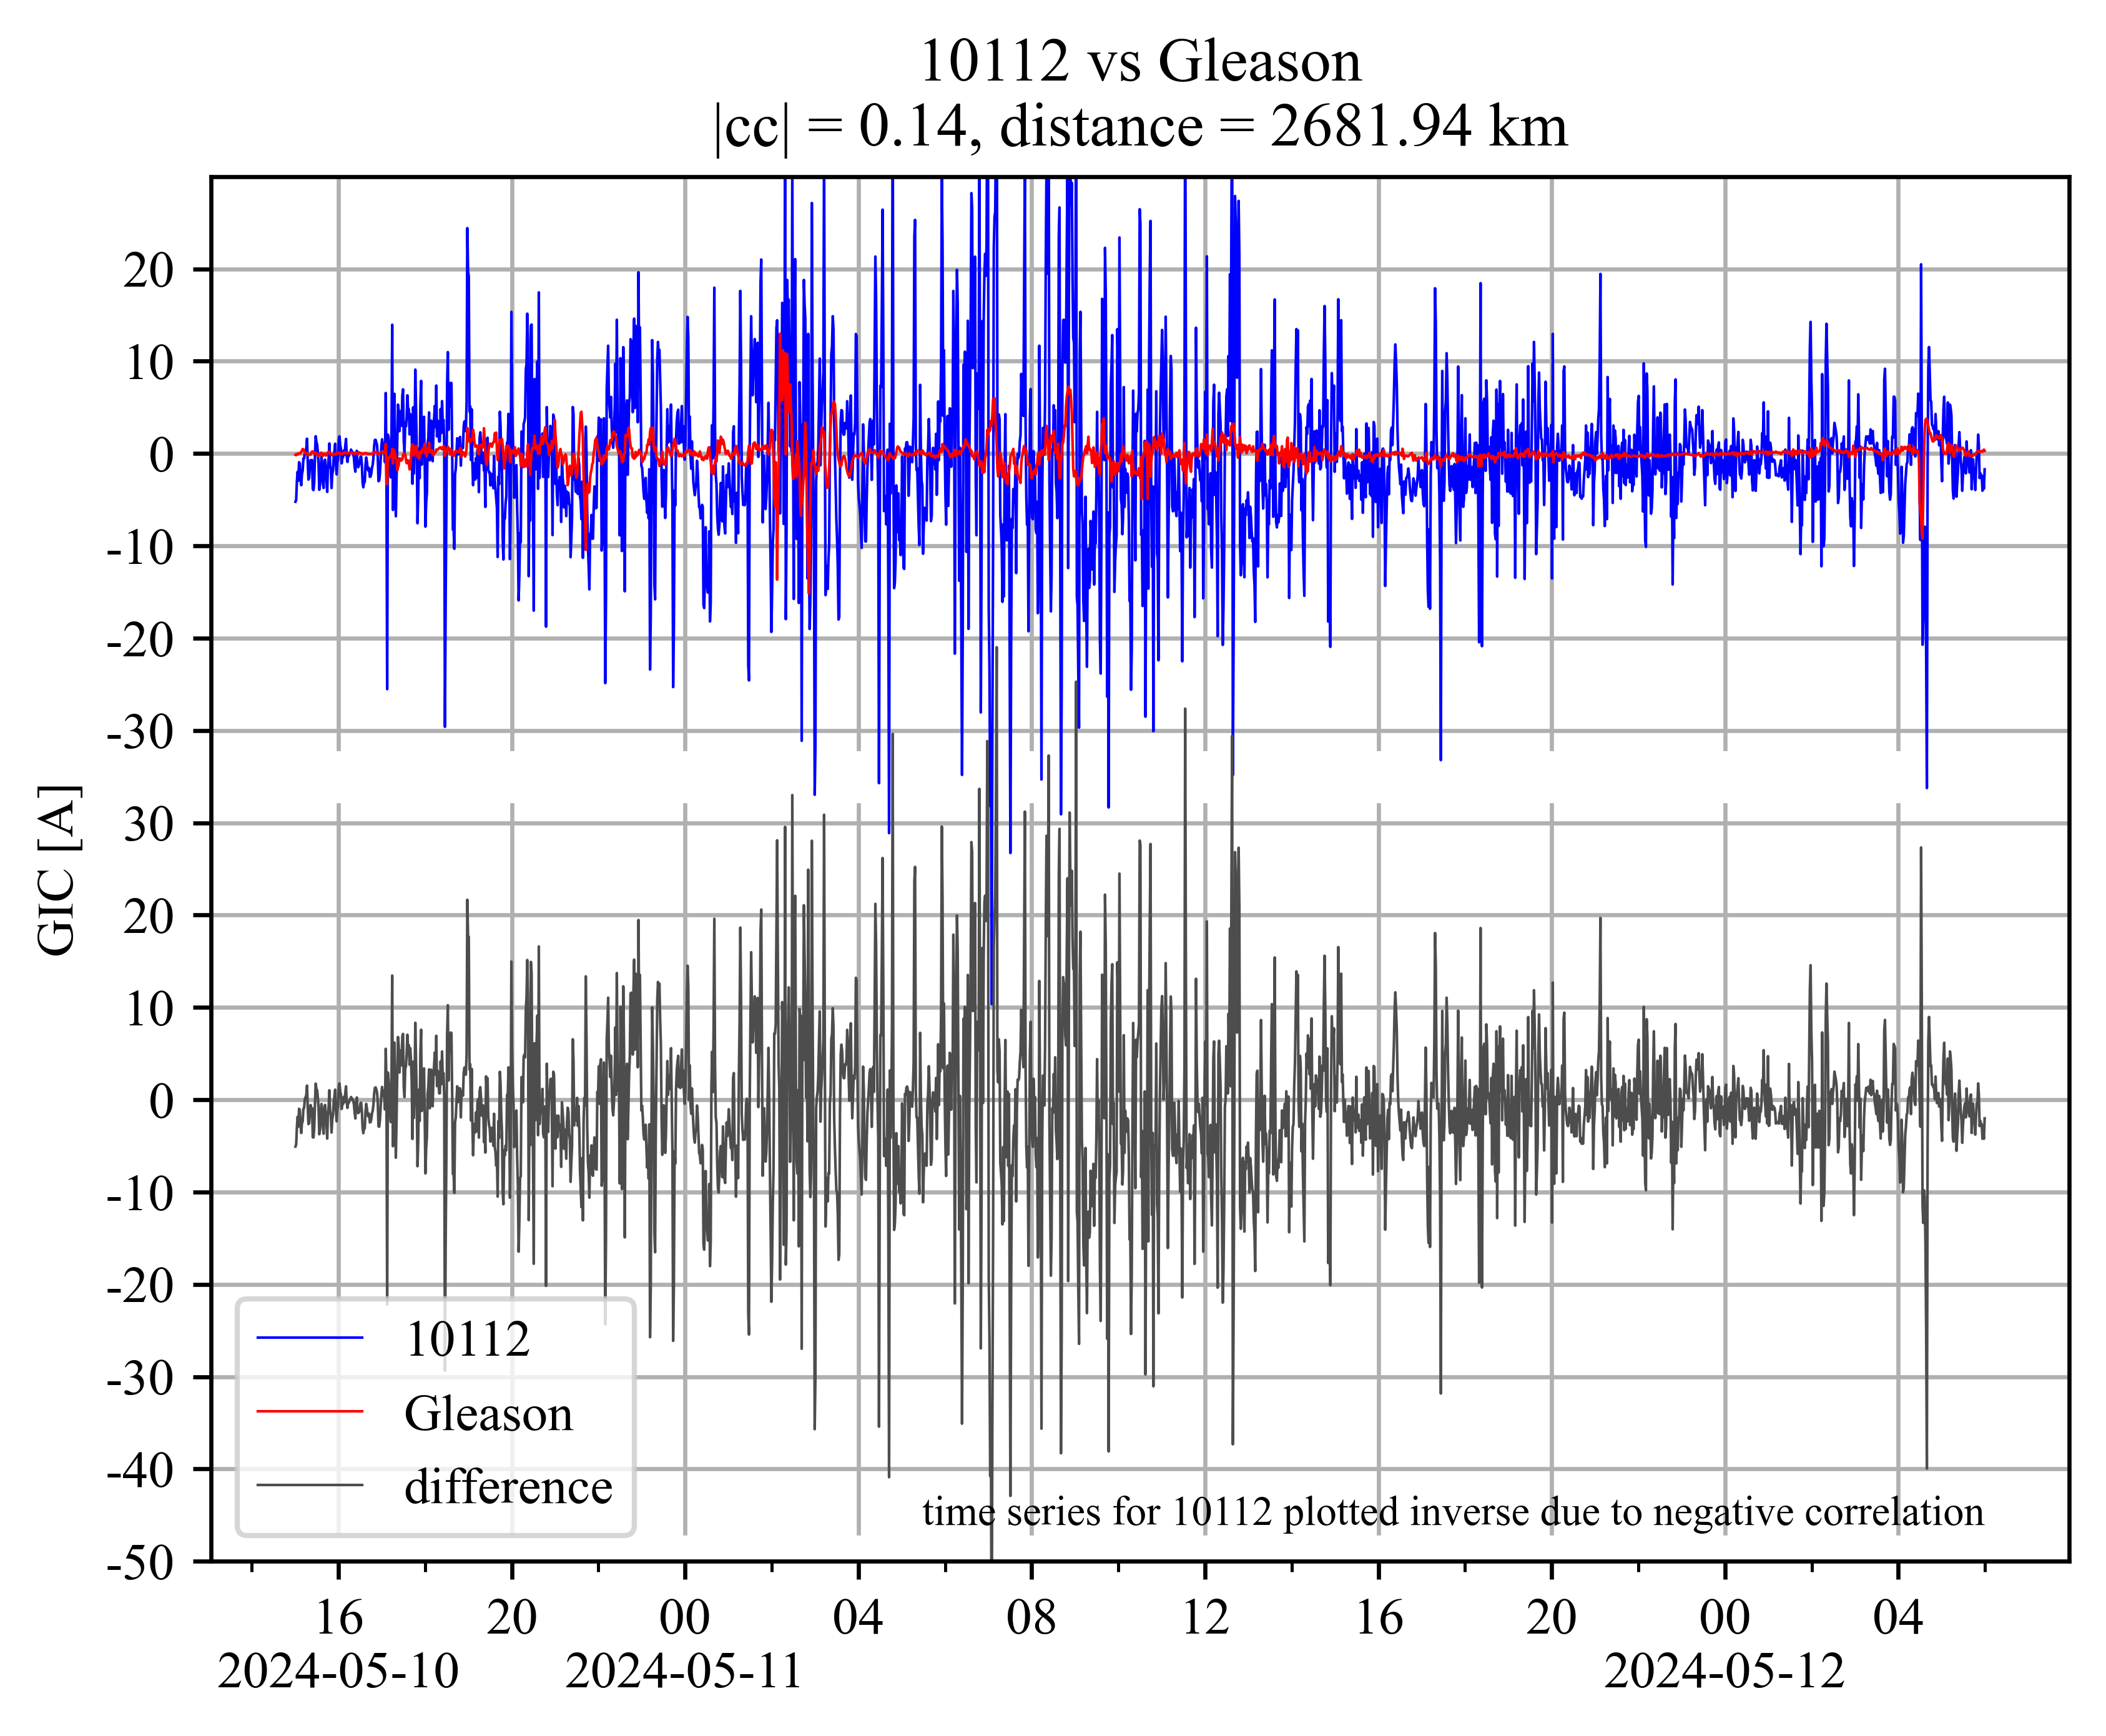 10112 vs Gleason
|cc| = 0.14, distance = 2681.94 km
GIC [A]
20
10
0
-10
-20
-30
30
20
10
0
-10
-20
-30
-40
-50
10112
Gleason
difference
time series for 10112 plotted inverse due to negative correlation
16 20 00 04 08 12 16 20 00 04
2024-05-10 2024-05-11 2024-05-12